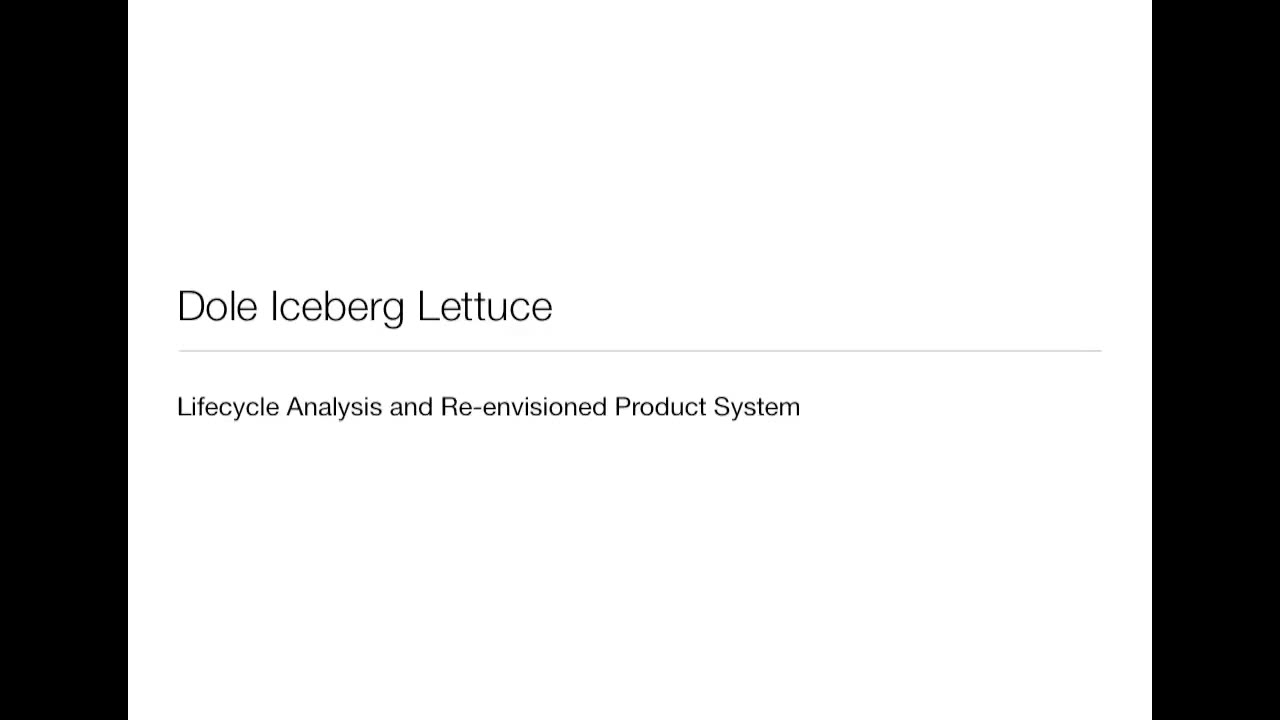 Dole Iceberg Lettuce
Lifecycle Analysis and Re-envisioned Product System